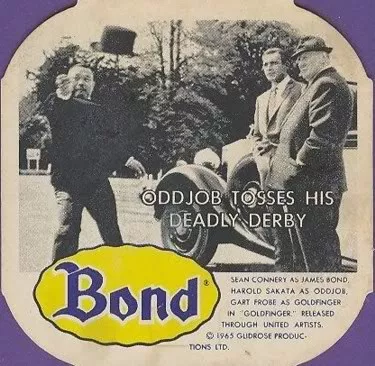 ODDJOB TOSSES HIS
DEADLY DERBY
Bond®
SEAN CONNERY AS JAMES BOND,
HAROLD SAKATA AS ODDJOB,
GART FROBE AS GOLDFINGER
IN "GOLDFINGER." RELEASED
THROUGH UNITED ARTISTS.
© 1965 GLIDROSE PRODUC-
TIONS LTD.